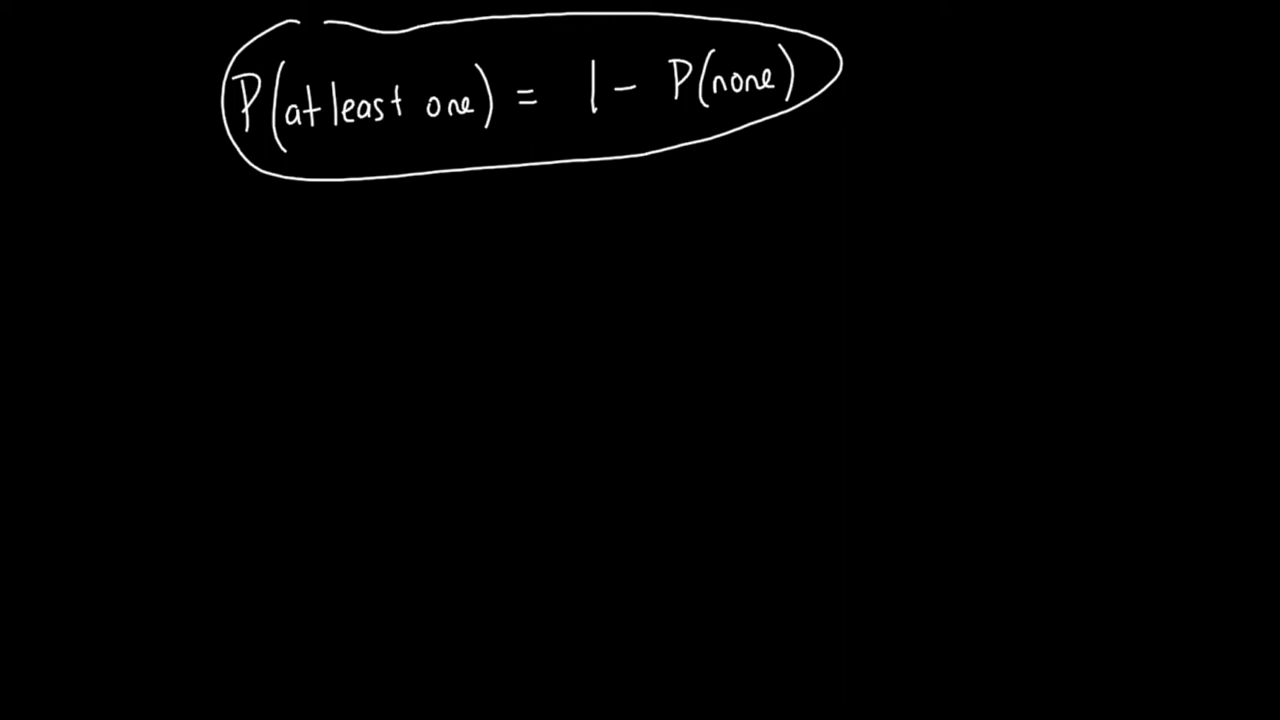 P(at least one) = 1 - P(none)